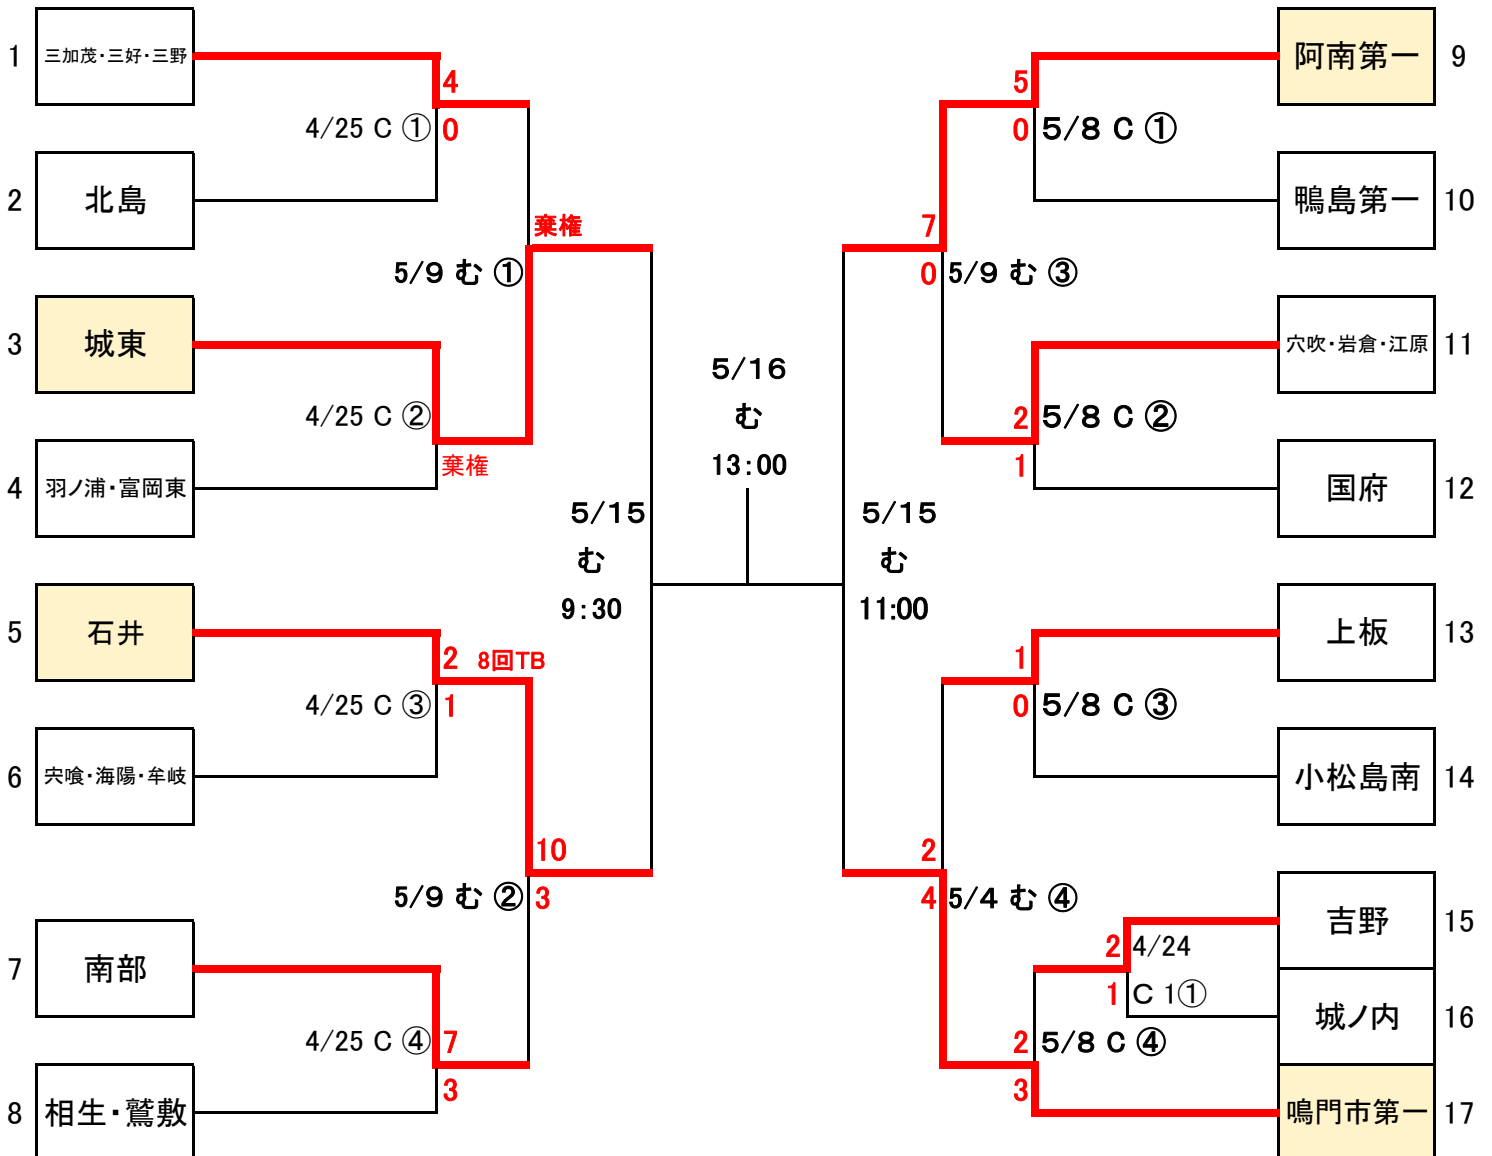 1 三加茂・三好・三野
4
4/25 C ① 0
2 北島
棄権
5/9 む ①
3 城東
4/25 C ②
棄権
4 羽ノ浦・富岡東
5/15
む
9:30
5 石井
2 8回TB
4/25 C ③ 1
6 宍喰・海陽・牟岐
10
5/9 む ② 3
7 南部
4/25 C ④ 7
3
8 相生・鷲敷
5/16
む
13:00
阿南第一 9
5
0 5/8 C ①
鴨島第一 10
7
0 5/9 む ③
穴吹・岩倉・江原 11
2 5/8 C ②
1
国府 12
5/15
む
11:00
上板 13
1
0 5/8 C ③
小松島南 14
2
4 5/4 む ④
吉野 15
2 4/24
1 C 1①
城ノ内 16
2 5/8 C ④
3
鳴門市第一 17